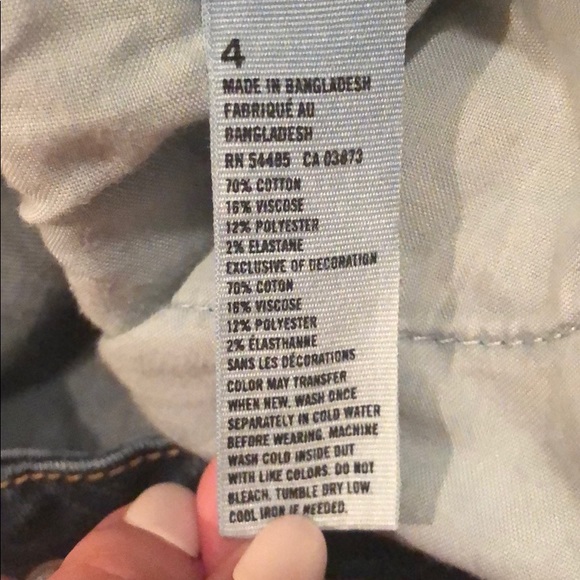 4
MADE IN BANGLADESH
FABRIQUÉ AU
BANGLADESH
RN 54485 CA 03673
70% COTTON
16% VISCOSE
12% POLYESTER
2% ELASTANE
EXCLUSIVE OF DECORATION
70% COTON
16% VISCOSE
12% POLYESTER
2% ÉLASTHANNE
SANS LES DÉCORATIONS
COLOR MAY TRANSFER
WHEN NEW. WASH ONCE
SEPARATELY IN COLD WATER
BEFORE WEARING. MACHINE
WASH COLD INSIDE OUT
WITH LIKE COLORS. DO NOT
BLEACH. TUMBLE DRY LOW.
COOL IRON IF NEEDED.